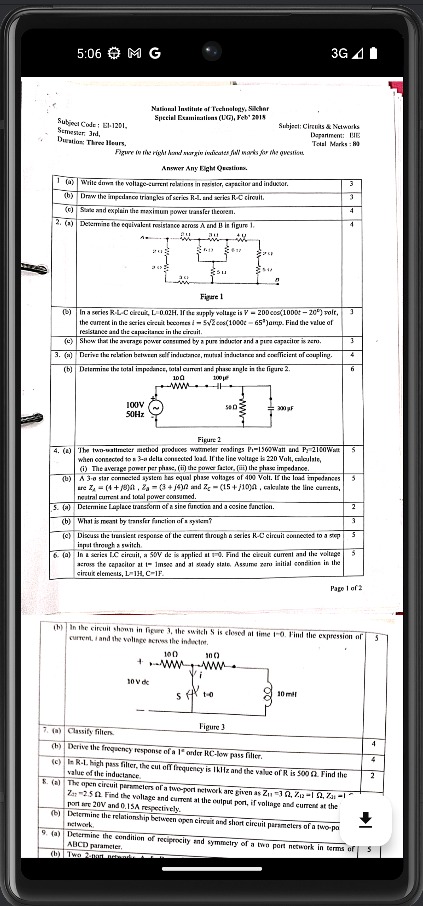 5:06 M G 3G
National Institute of Technology, Silchar
Special Examinations (UG), Feb' 2018
Subject Code : EI-1201,
Subject: Circuits & Networks
Semester: 3rd,
Department: EIE
Duration: Three Hours,
Total Marks : 80
Figure in the right hand margin indicates full marks for the question.
Answer Any Eight Questions.
1 (a) Write down the voltage-current relations in resistor, capacitor and inductor. 3
(b) Draw the impedance triangles of series R-L and series R-C circuit. 3
(c) State and explain the maximum power transfer theorem. 4
2. (a) Determine the equivalent resistance across A and B in figure 1. 4
A
B
Figure 1
(b) In a series R-L-C circuit, L=0.02H. If the supply voltage is V = 200 cos(1000t − 20°) volt, 3
the current in the series circuit becomes i = 5√2 cos(1000t − 65°)amp. Find the value of
resistance and the capacitance in the circuit.
(c) Show that the average power consumed by a pure inductor and a pure capacitor is zero. 3
3. (a) Derive the relation between self inductance, mutual inductance and coefficient of coupling. 4
(b) Determine the total impedance, total current and phase angle in the figure 2. 6
10 Ω 100 μF
100V
50Hz
50 Ω
300 μF
Figure 2
4. (a) The two-wattmeter method produces wattmeter readings P₁=1560Watt and P₂=2100Watt 5
when connected to a 3-ø delta connected load. If the line voltage is 220 Volt, calculate,
(i) The average power per phase, (ii) the power factor, (iii) the phase impedance.
(b) A 3-ø star connected system has equal phase voltages of 400 Volt. If the load impedances 5
are Zₐ = (4 + j8)Ω , Z_B = (3 + j4)Ω and Z_C = (15 + j10)Ω , calculate the line currents,
neutral current and total power consumed.
5. (a) Determine Laplace transform of a sine function and a cosine function. 2
(b) What is meant by transfer function of a system? 3
(c) Discuss the transient response of the current through a series R-C circuit connected to a step 5
input through a switch.
6. (a) In a series LC circuit, a 50V dc is applied at t=0. Find the circuit current and the voltage 5
across the capacitor at t= 1msec and at steady state. Assume zero initial condition in the
circuit elements, L=1H, C=1F.
Page 1 of 2
(b) In the circuit shown in figure 3, the switch S is closed at time t=0. Find the expression of 5
current, i and the voltage across the inductor.
10 Ω 10 Ω
+
10 V dc
i
S t=0
10 mH
Figure 3
7. (a) Classify filters. 4
(b) Derive the frequency response of a 1st order RC-low pass filter. 4
(c) In R-L high pass filter, the cut off frequency is 1kHz and the value of R is 500 Ω. Find the 2
value of the inductance.
8. (a) The open circuit parameters of a two-port network are given as Z₁₁ =3 Ω, Z₁₂ =1 Ω, Z₂₁ =1
Z₂₂ =2.5 Ω. Find the voltage and current at the output port, if voltage and current at the
port are 20V and 0.15A respectively.
(b) Determine the relationship between open circuit and short circuit parameters of a two-po
network.
9. (a) Determine the condition of reciprocity and symmetry of a two port network in terms of 5
ABCD parameter.
(b) Two 2-port